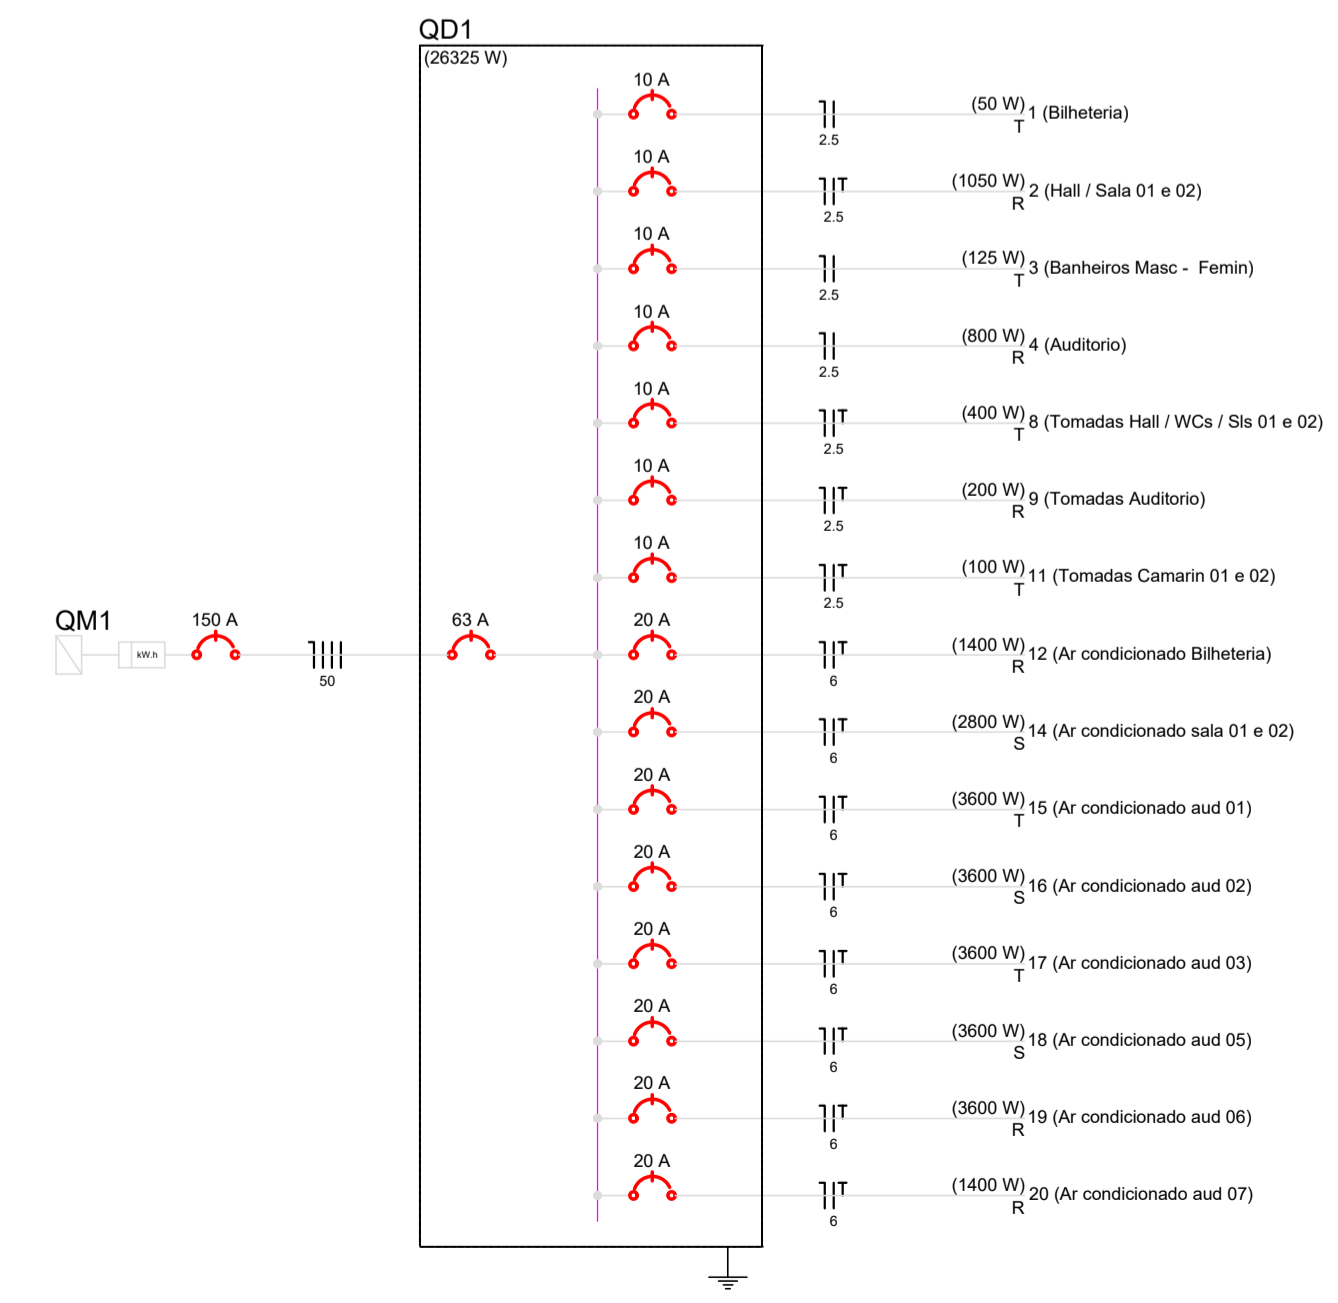 QD1
(26325 W)
10 A
(50 W)
1 (Bilheteria)
T
2.5
10 A
(1050 W)
2 (Hall / Sala 01 e 02)
R
2.5
10 A
(125 W)
3 (Banheiros Masc -  Femin)
T
2.5
10 A
(800 W)
4 (Auditorio)
R
2.5
10 A
(400 W)
8 (Tomadas Hall / WCs / Sls 01 e 02)
T
2.5
10 A
(200 W)
9 (Tomadas Auditorio)
R
2.5
10 A
(100 W)
11 (Tomadas Camarin 01 e 02)
T
2.5
QM1
kW.h
150 A
50
63 A
20 A
(1400 W)
12 (Ar condicionado Bilheteria)
R
6
20 A
(2800 W)
14 (Ar condicionado sala 01 e 02)
S
6
20 A
(3600 W)
15 (Ar condicionado aud 01)
T
6
20 A
(3600 W)
16 (Ar condicionado aud 02)
S
6
20 A
(3600 W)
17 (Ar condicionado aud 03)
T
6
20 A
(3600 W)
18 (Ar condicionado aud 05)
S
6
20 A
(3600 W)
19 (Ar condicionado aud 06)
R
6
20 A
(1400 W)
20 (Ar condicionado aud 07)
R
6